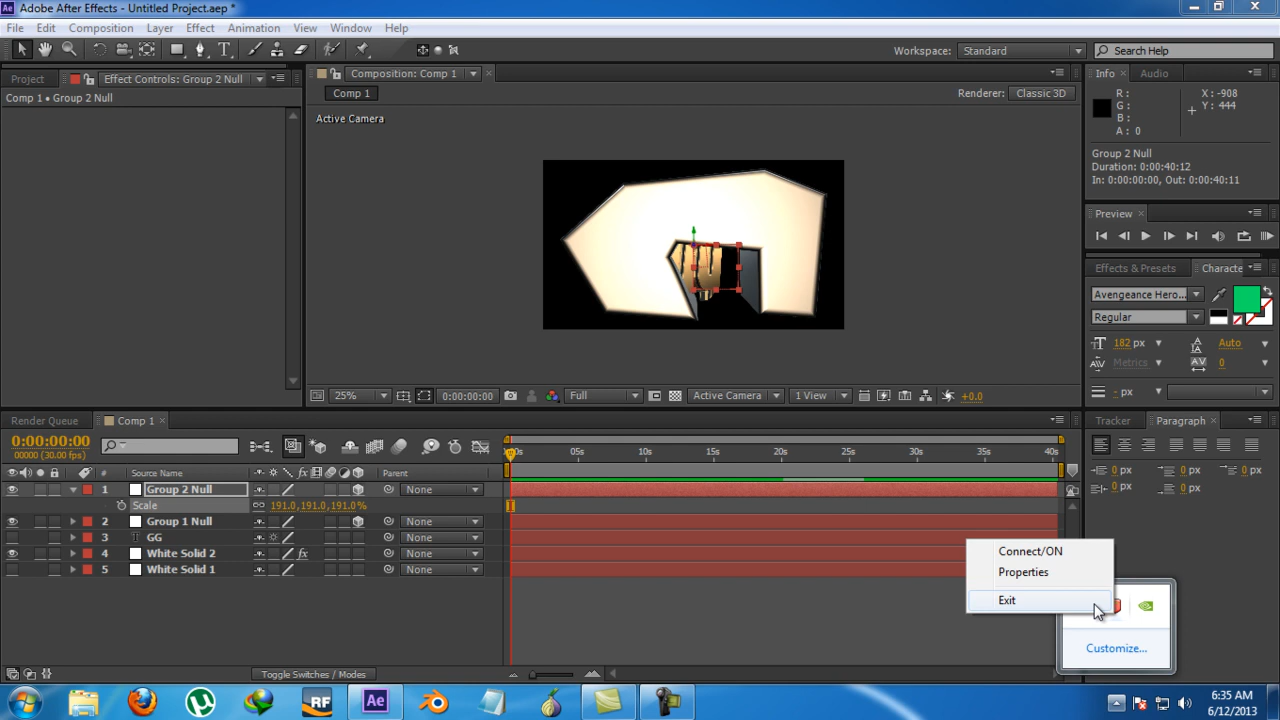 Adobe After Effects - Untitled Project.aep *
File Edit Composition Layer Effect Animation View Window Help
Workspace: Standard Search Help
Project Effect Controls: Group 2 Null
Comp 1 • Group 2 Null
Composition: Comp 1
Comp 1 Renderer: Classic 3D
Active Camera
Info Audio
R :
G :
B :
A : 0
X : -908
Y : 444
Group 2 Null
Duration: 0:00:40:12
In: 0:00:00:00, Out: 0:00:40:11
Preview
Effects & Presets Characte
Avengeance Hero...
Regular
182 px Auto
Metrics 0
- px
25% 0:00:00:00 Full Active Camera 1 View +0.0
Tracker Paragraph
0 px 0 px 0 px
0 px 0 px
Render Queue Comp 1
0:00:00:00
00000 (30.00 fps)
# Source Name Parent
05s 10s 15s 20s 25s 30s 35s 40s
1 Group 2 Null None
Scale 191.0,191.0,191.0%
2 Group 1 Null None
3 T GG None
4 White Solid 2 fx None
5 White Solid 1 None
Connect/ON
Properties
Exit
Customize...
Toggle Switches / Modes
Ae RF
6:35 AM
6/12/2013